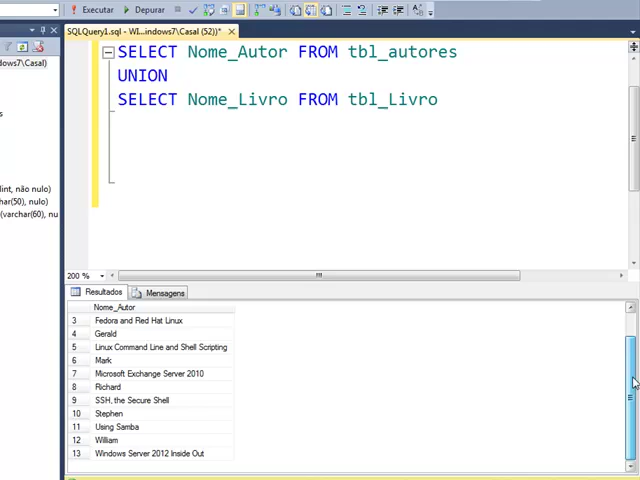 Executar
Depurar
SQLQuery1.sql - WI...indows7\Casal (52))*
dows7\Casal)
SELECT Nome_Autor FROM tbl_autores
UNION
SELECT Nome_Livro FROM tbl_Livro
s
lint, não nulo)
har(50), nulo)
(varchar(60), nu
200 %
Resultados
Mensagens
Nome_Autor
3 Fedora and Red Hat Linux
4 Gerald
5 Linux Command Line and Shell Scripting
6 Mark
7 Microsoft Exchange Server 2010
8 Richard
9 SSH, the Secure Shell
10 Stephen
11 Using Samba
12 William
13 Windows Server 2012 Inside Out